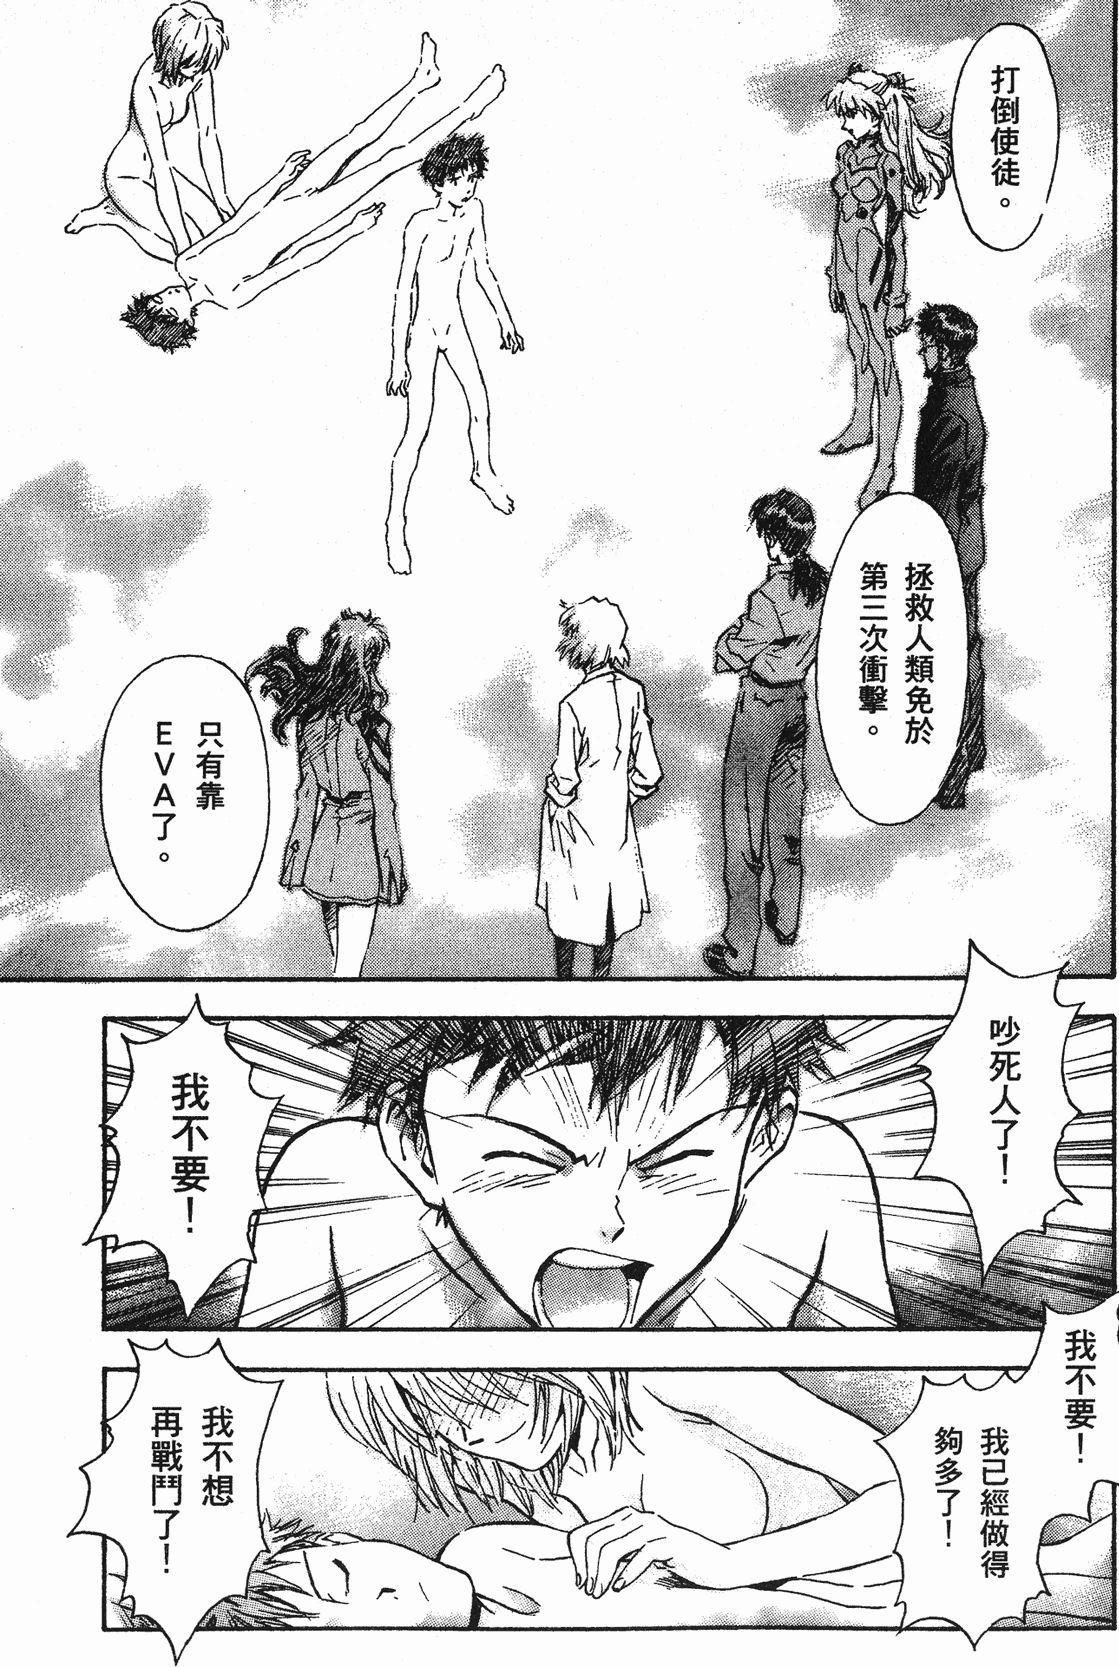 打倒使徒。
拯救人類免於
第三次衝擊。
只有靠
EVA了。
吵死人了！
我不要！
我不要！
我已經做得
夠多了！
我不想
再戰鬥了！